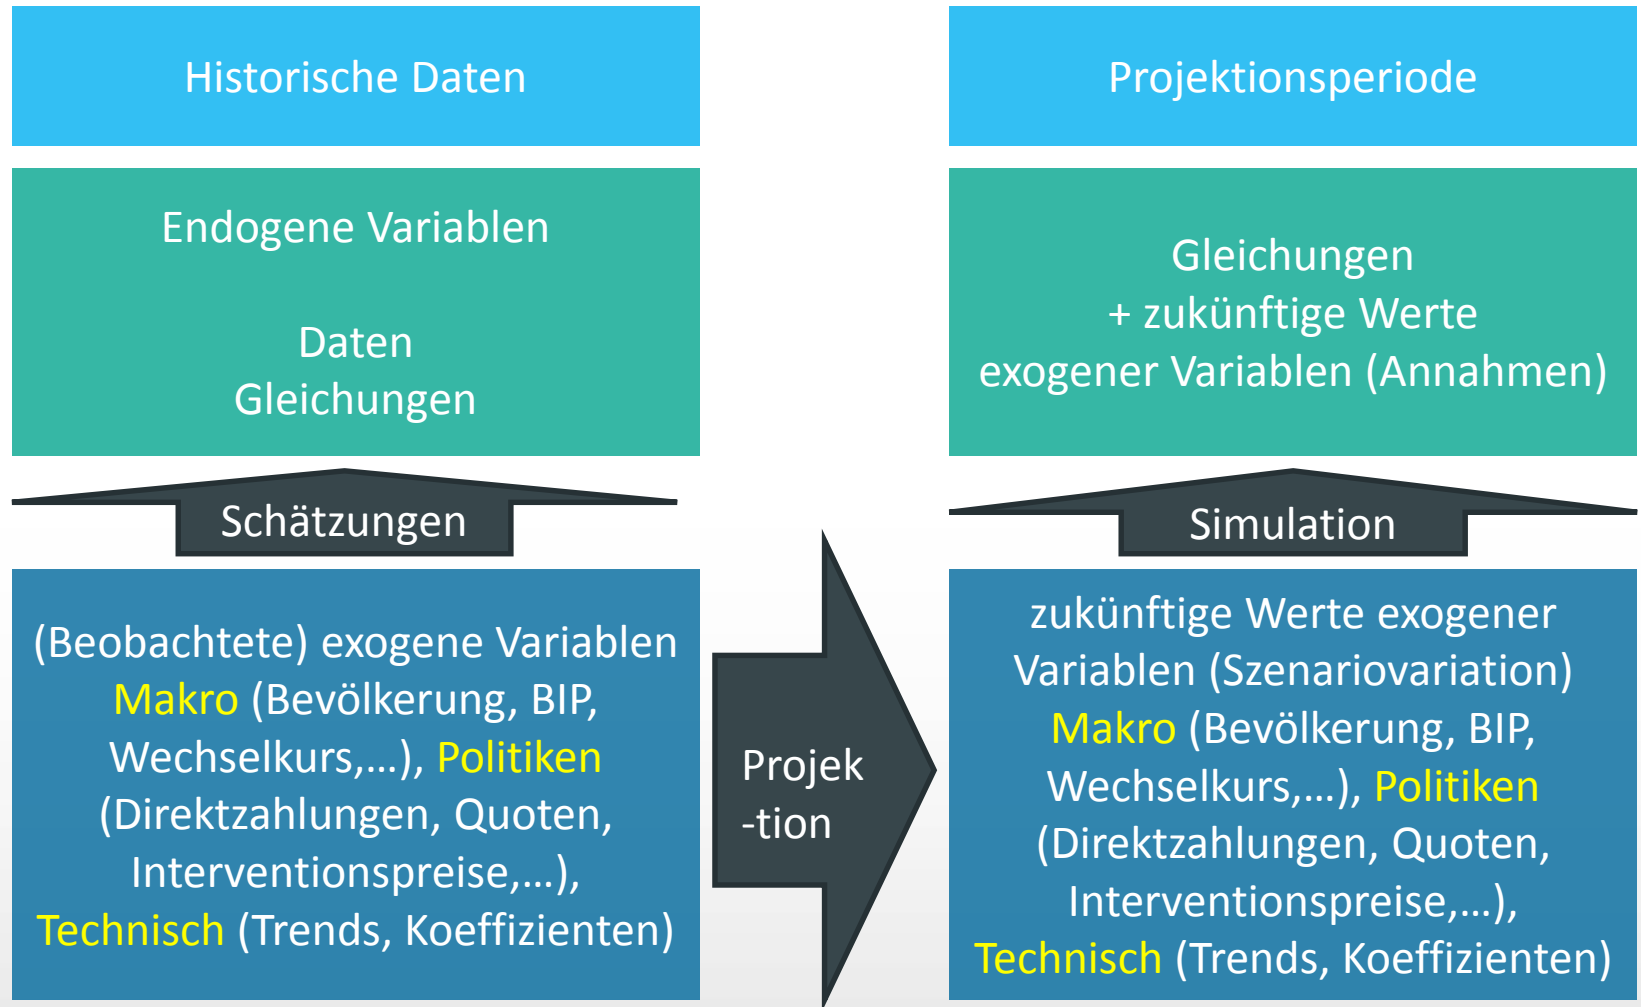 Historische Daten
Endogene Variablen
Daten
Gleichungen
Schätzungen
(Beobachtete) exogene Variablen
Makro (Bevölkerung, BIP,
Wechselkurs,...), Politiken
(Direktzahlungen, Quoten,
Interventionspreise,...),
Technisch (Trends, Koeffizienten)
Projek
-tion
Projektionsperiode
Gleichungen
+ zukünftige Werte
exogener Variablen (Annahmen)
Simulation
zukünftige Werte exogener
Variablen (Szenariovariation)
Makro (Bevölkerung, BIP,
Wechselkurs,...), Politiken
(Direktzahlungen, Quoten,
Interventionspreise,...),
Technisch (Trends, Koeffizienten)